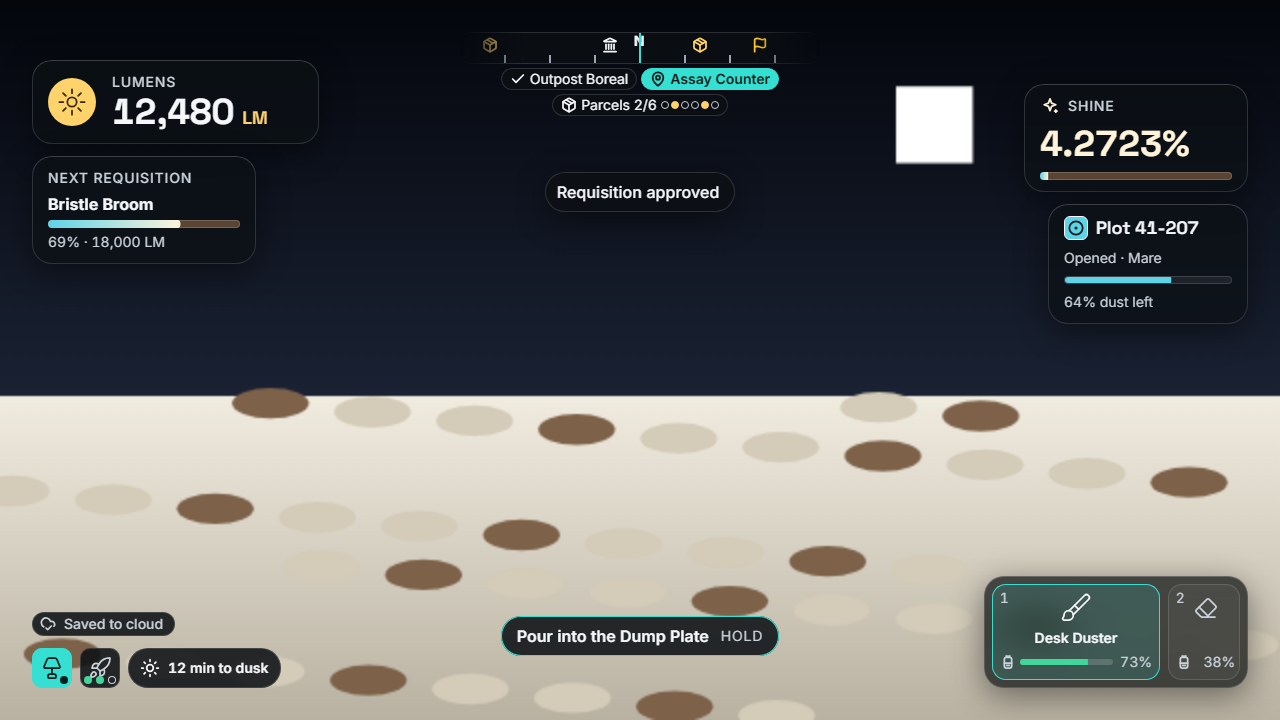 N
Outpost Boreal
Assay Counter
Parcels 2/6
LUMENS
12,480 LM
NEXT REQUISITION
Bristle Broom
69% · 18,000 LM
Requisition approved
SHINE
4.2723%
Plot 41-207
Opened · Mare
64% dust left
Saved to cloud
12 min to dusk
Pour into the Dump Plate HOLD
1
Desk Duster
73%
2
38%